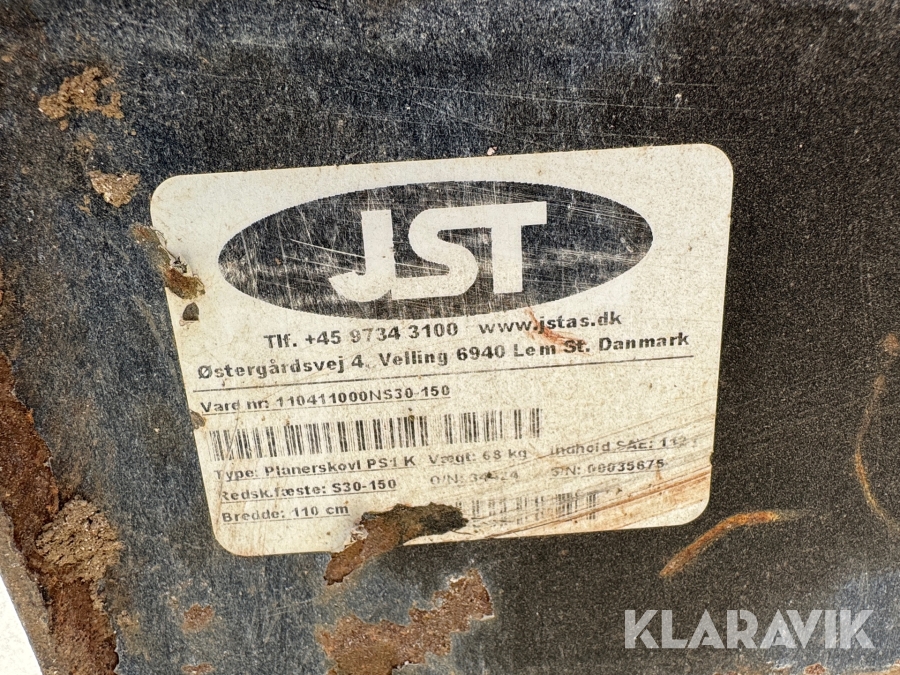 JST
Tlf. +45 9734 3100 www.jstas.dk
Østergårdsvej 4, Velling 6940 Lem St. Danmark
Vare nr: 110411000NS30-150
Type: Planerskovl PS1 K Vægt: 68 kg Indhold SAE:
Redsk.fæste: S30-150 O/N: S/N: 00035675
Bredde: 110 cm
KLARAVIK